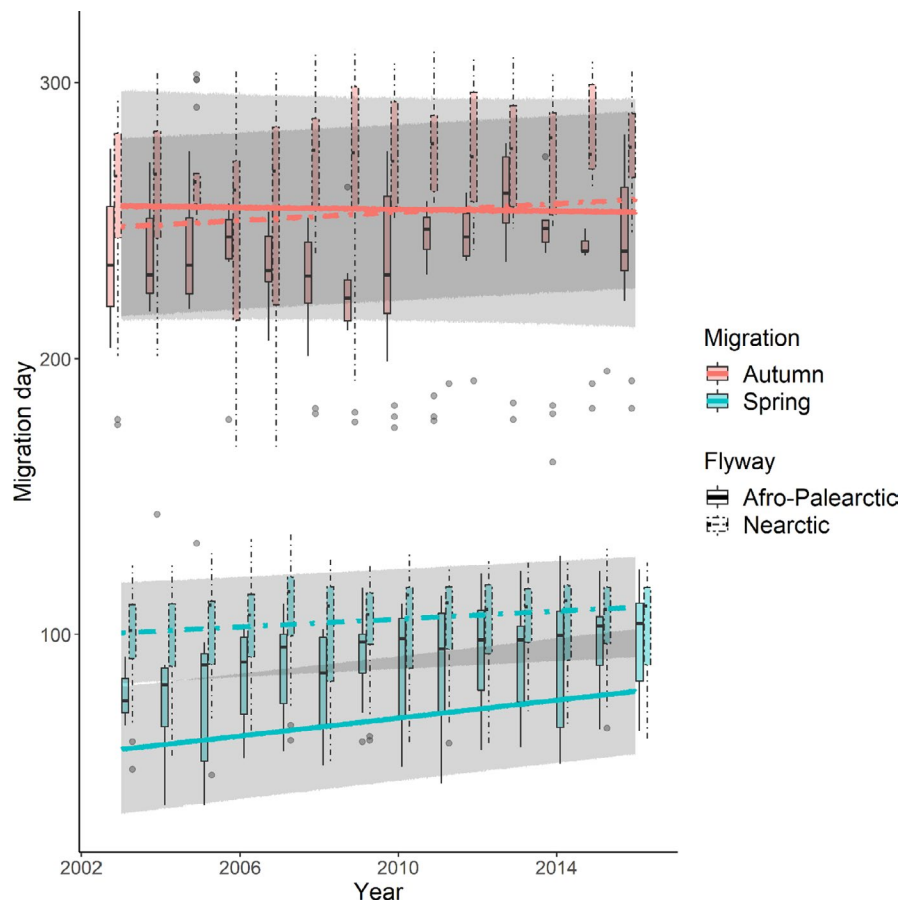 300
200
100
Migration day
2002
2006
2010
2014
Year
Migration
Autumn
Spring
Flyway
Afro-Palearctic
Nearctic